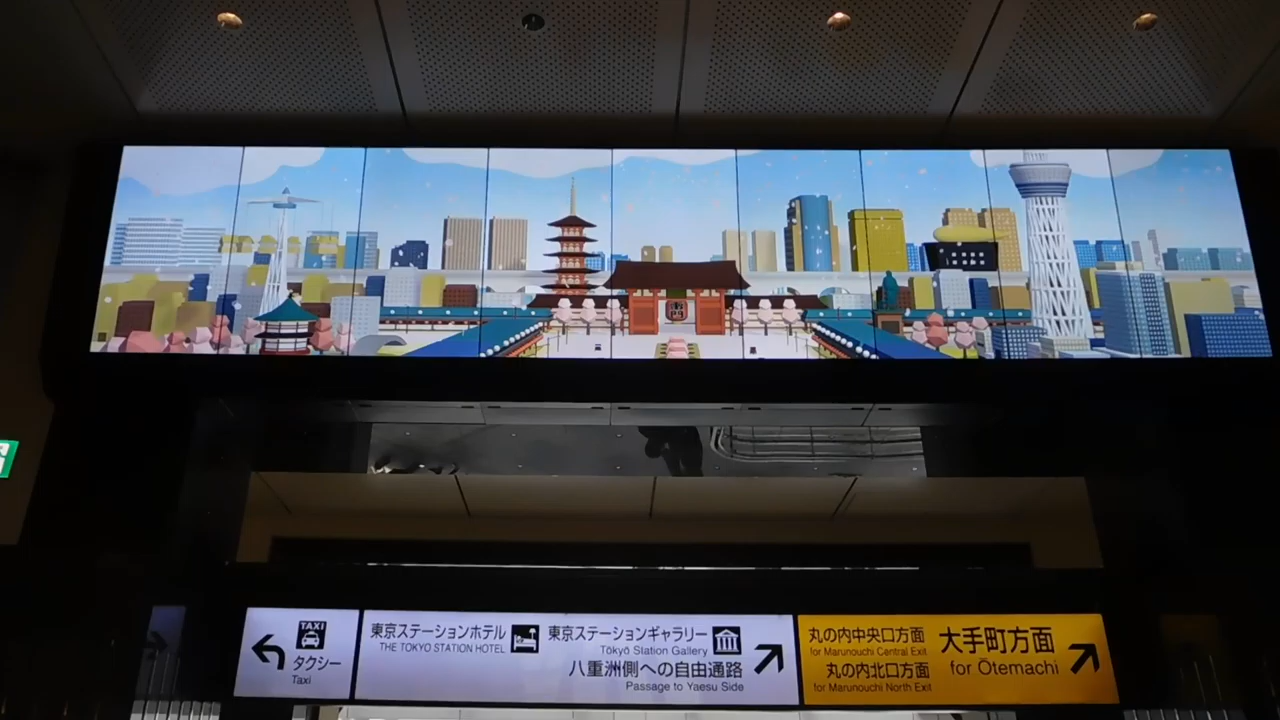 TAXI
タクシー
Taxi
東京ステーションホテル
THE TOKYO STATION HOTEL
東京ステーションギャラリー
Tōkyō Station Gallery
八重洲側への自由通路
Passage to Yaesu Side
丸の内中央口方面
for Marunouchi Central Exit
丸の内北口方面
for Marunouchi North Exit
大手町方面
for Ōtemachi